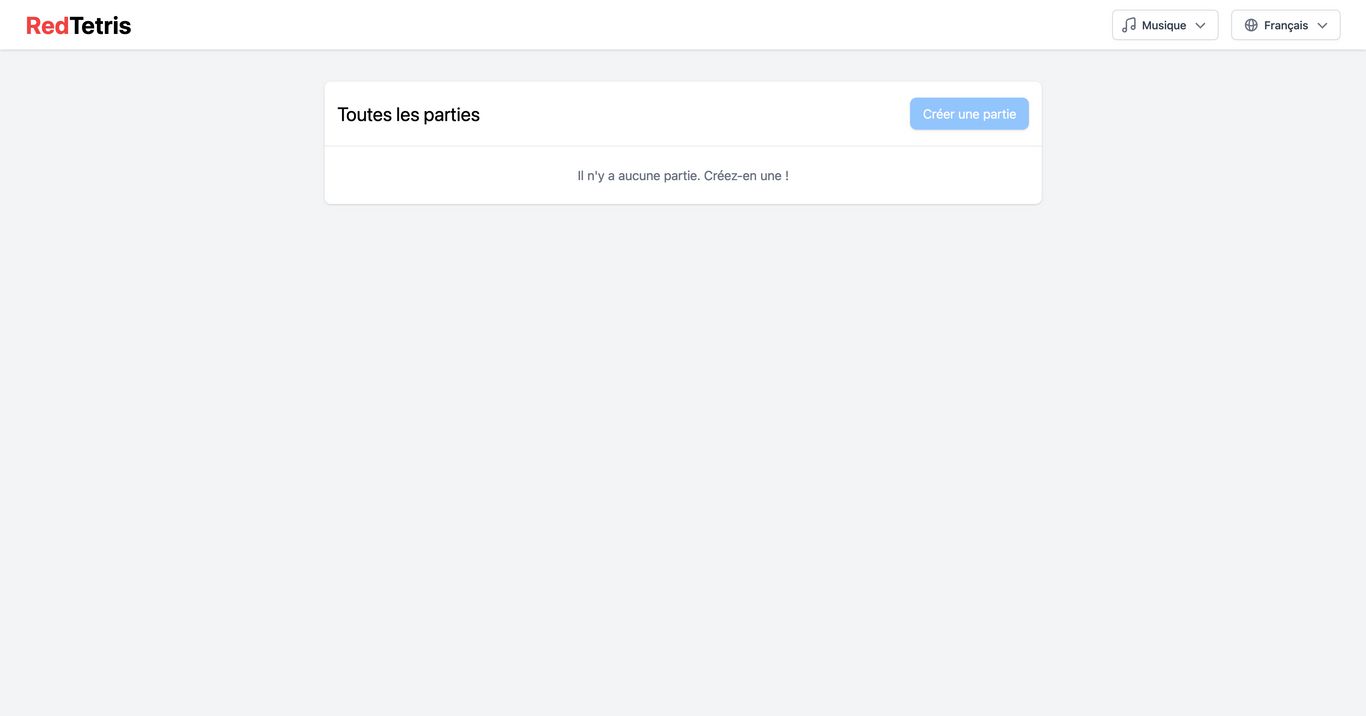 RedTetris
Musique
Français
Toutes les parties
Créer une partie
Il n'y a aucune partie. Créez-en une !